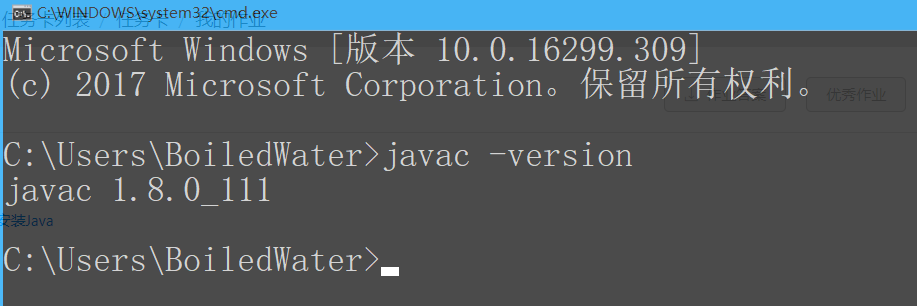 C:\WINDOWS\system32\cmd.exe
任务卡列表 / 任务卡 / 我的作业
Microsoft Windows [版本 10.0.16299.309]
(c) 2017 Microsoft Corporation。保留所有权利。
优秀作业
C:\Users\BoiledWater>javac -version
javac 1.8.0_111
安装Java
C:\Users\BoiledWater>